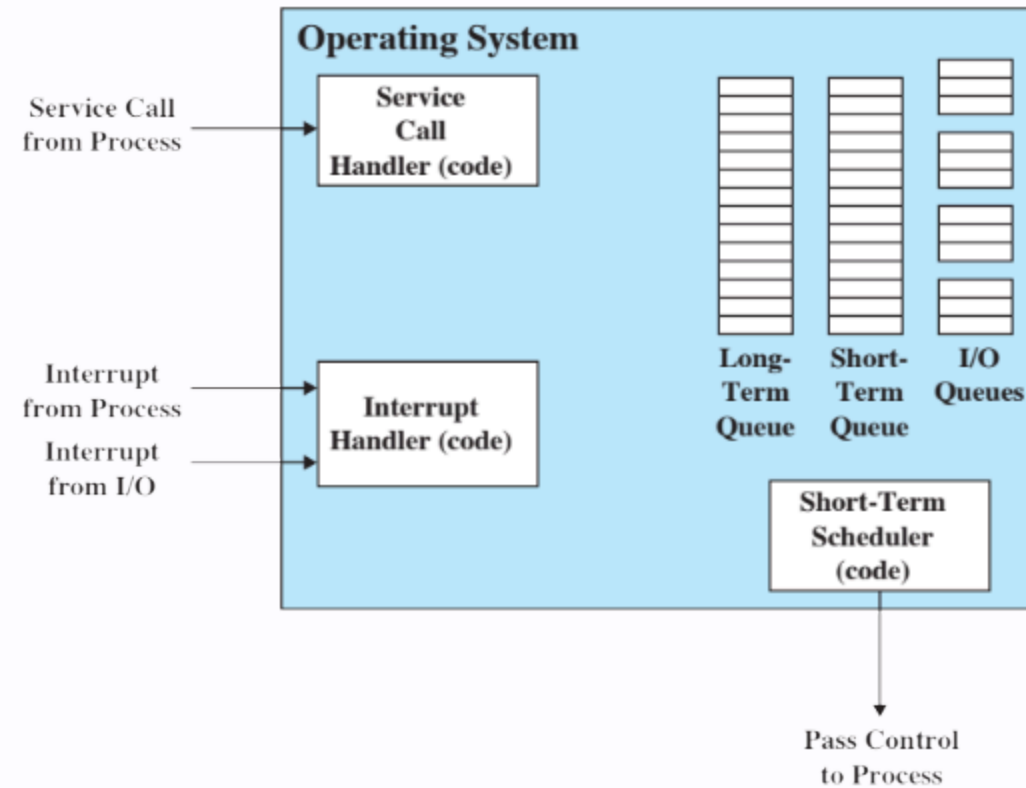 Operating System
Service Call
from Process
Service
Call
Handler (code)
Interrupt
from Process
Interrupt
from I/O
Interrupt
Handler (code)
Long-
Term
Queue
Short-
Term
Queue
I/O
Queues
Short-Term
Scheduler
(code)
Pass Control
to Process